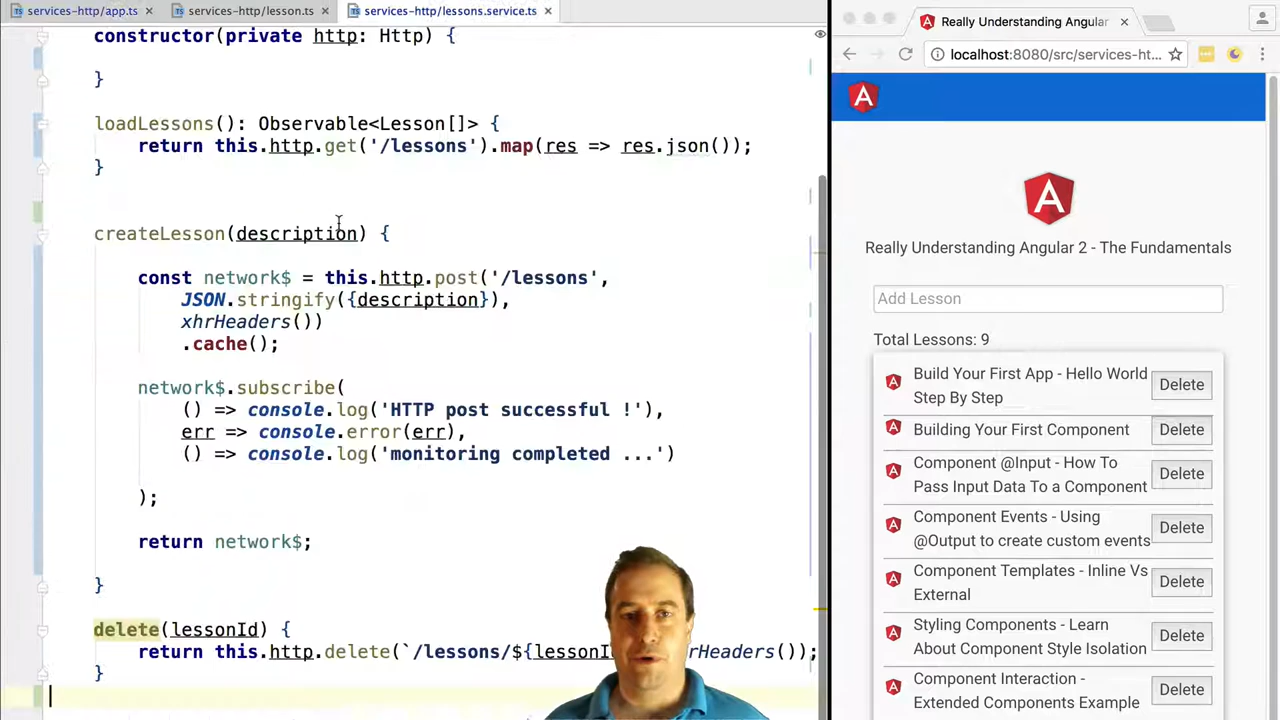 services-http/app.ts
services-http/lesson.ts
services-http/lessons.service.ts
constructor(private http: Http) {
}
loadLessons(): Observable<Lesson[]> {
return this.http.get('/lessons').map(res => res.json());
}
createLesson(description) {
const network$ = this.http.post('/lessons',
JSON.stringify({description}),
xhrHeaders())
.cache();
network$.subscribe(
() => console.log('HTTP post successful !'),
err => console.error(err),
() => console.log('monitoring completed ...')
);
return network$;
}
delete(lessonId) {
return this.http.delete(`/lessons/${
}
Really Understanding Angular
localhost:8080/src/services-ht...
Really Understanding Angular 2 - The Fundamentals
Add Lesson
Total Lessons: 9
Build Your First App - Hello World
Step By Step
Delete
Building Your First Component
Delete
Component @Input - How To
Pass Input Data To a Component
Delete
Component Events - Using
@Output to create custom events
Delete
Component Templates - Inline Vs
External
Delete
Styling Components - Learn
About Component Style Isolation
Delete
Component Interaction -
Extended Components Example
Delete